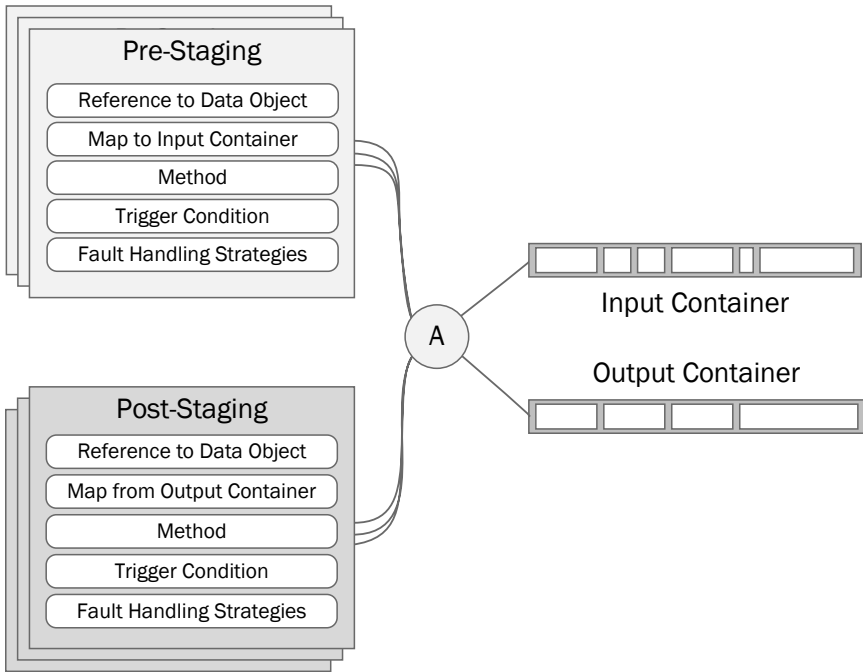 Pre-Staging
Reference to Data Object
Map to Input Container
Method
Trigger Condition
Fault Handling Strategies
A
Input Container
Output Container
Post-Staging
Reference to Data Object
Map from Output Container
Method
Trigger Condition
Fault Handling Strategies